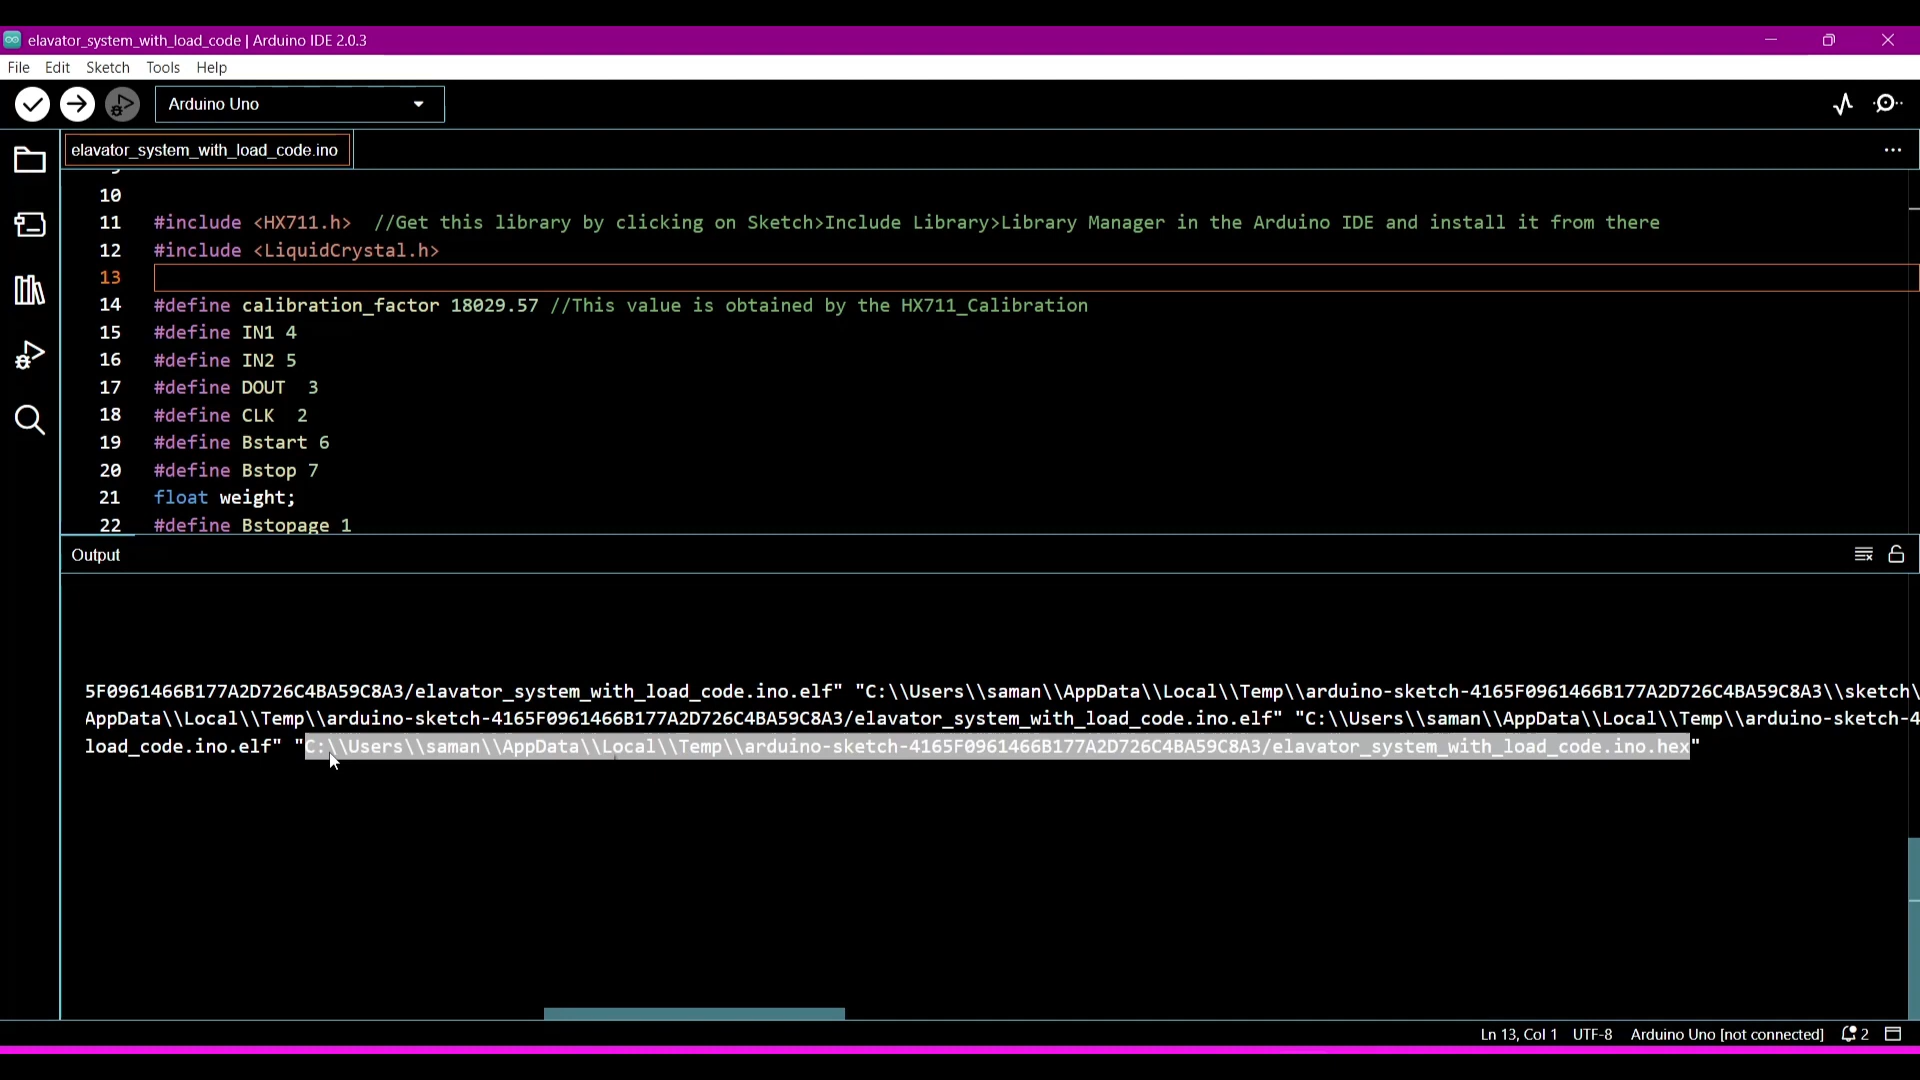 elavator_system_with_load_code | Arduino IDE 2.0.3
File Edit Sketch Tools Help
Arduino Uno
elavator_system_with_load_code.ino
10
11 #include <HX711.h> //Get this library by clicking on Sketch>Include Library>Library Manager in the Arduino IDE and install it from there
12 #include <LiquidCrystal.h>
13
14 #define calibration_factor 18029.57 //This value is obtained by the HX711_Calibration
15 #define IN1 4
16 #define IN2 5
17 #define DOUT 3
18 #define CLK 2
19 #define Bstart 6
20 #define Bstop 7
21 float weight;
22 #define Bstopage 1
Output
5F0961466B177A2D726C4BA59C8A3/elavator_system_with_load_code.ino.elf" "C:\\Users\\saman\\AppData\\Local\\Temp\\arduino-sketch-4165F0961466B177A2D726C4BA59C8A3\\sketch\
AppData\\Local\\Temp\\arduino-sketch-4165F0961466B177A2D726C4BA59C8A3/elavator_system_with_load_code.ino.elf" "C:\\Users\\saman\\AppData\\Local\\Temp\\arduino-sketch-4
load_code.ino.elf" "C:\\Users\\saman\\AppData\\Local\\Temp\\arduino-sketch-4165F0961466B177A2D726C4BA59C8A3/elavator_system_with_load_code.ino.hex"
Ln 13, Col 1 UTF-8 Arduino Uno [not connected] 2